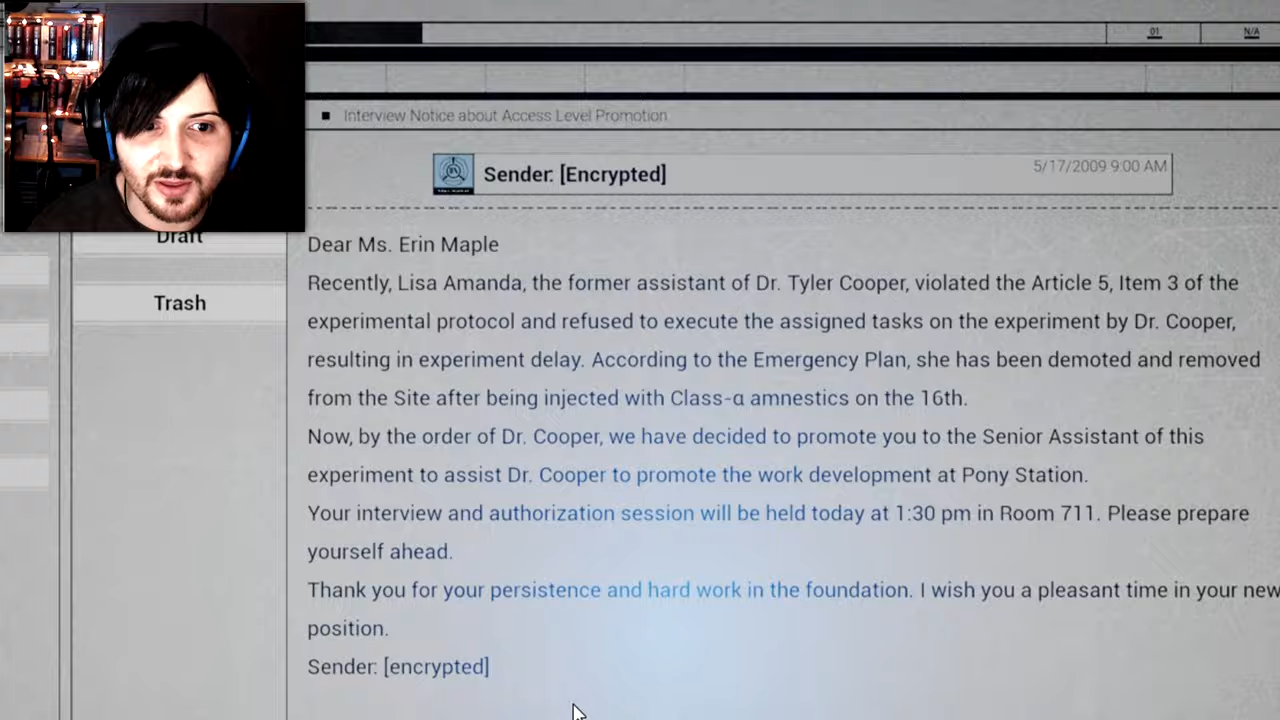 01
N/A
Interview Notice about Access Level Promotion
Sender: [Encrypted]
5/17/2009 9:00 AM
Draft
Trash
Dear Ms. Erin Maple
Recently, Lisa Amanda, the former assistant of Dr. Tyler Cooper, violated the Article 5, Item 3 of the
experimental protocol and refused to execute the assigned tasks on the experiment by Dr. Cooper,
resulting in experiment delay. According to the Emergency Plan, she has been demoted and removed
from the Site after being injected with Class-α amnestics on the 16th.
Now, by the order of Dr. Cooper, we have decided to promote you to the Senior Assistant of this
experiment to assist Dr. Cooper to promote the work development at Pony Station.
Your interview and authorization session will be held today at 1:30 pm in Room 711. Please prepare
yourself ahead.
Thank you for your persistence and hard work in the foundation. I wish you a pleasant time in your new
position.
Sender: [encrypted]